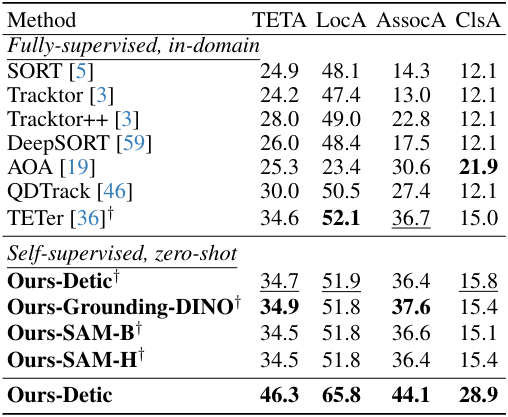 Method TETA LocA AssocA ClsA
Fully-supervised, in-domain
SORT [5] 24.9 48.1 14.3 12.1
Tracktor [3] 24.2 47.4 13.0 12.1
Tracktor++ [3] 28.0 49.0 22.8 12.1
DeepSORT [59] 26.0 48.4 17.5 12.1
AOA [19] 25.3 23.4 30.6 21.9
QDTrack [46] 30.0 50.5 27.4 12.1
TETer [36]† 34.6 52.1 36.7 15.0
Self-supervised, zero-shot
Ours-Detic† 34.7 51.9 36.4 15.8
Ours-Grounding-DINO† 34.9 51.8 37.6 15.4
Ours-SAM-B† 34.5 51.8 36.6 15.1
Ours-SAM-H† 34.5 51.8 36.4 15.4
Ours-Detic 46.3 65.8 44.1 28.9